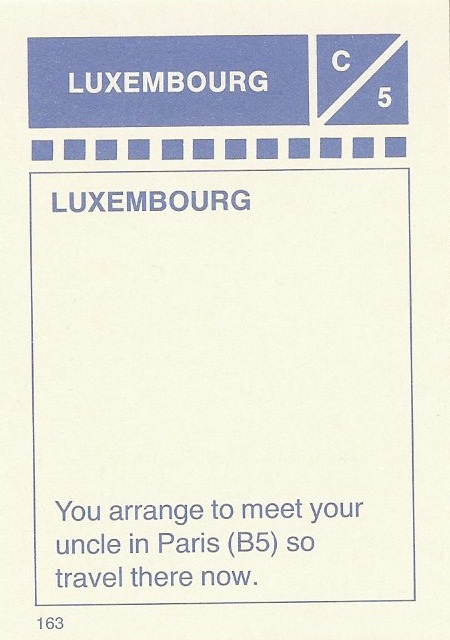 LUXEMBOURG
C
5
LUXEMBOURG
You arrange to meet your
uncle in Paris (B5) so
travel there now.
163